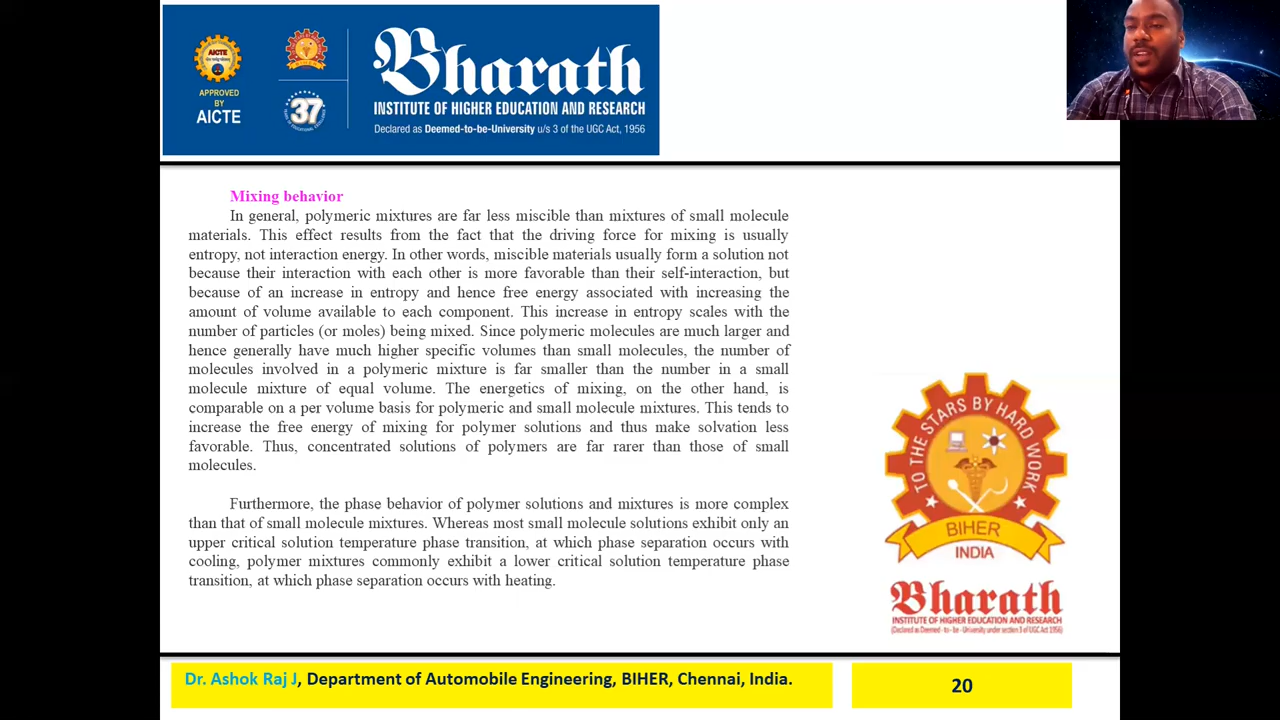 AICTE
APPROVED
BY
AICTE
37
Bharath
INSTITUTE OF HIGHER EDUCATION AND RESEARCH
Declared as Deemed-to-be-University u/s 3 of the UGC Act, 1956
Mixing behavior
In general, polymeric mixtures are far less miscible than mixtures of small molecule
materials. This effect results from the fact that the driving force for mixing is usually
entropy, not interaction energy. In other words, miscible materials usually form a solution not
because their interaction with each other is more favorable than their self-interaction, but
because of an increase in entropy and hence free energy associated with increasing the
amount of volume available to each component. This increase in entropy scales with the
number of particles (or moles) being mixed. Since polymeric molecules are much larger and
hence generally have much higher specific volumes than small molecules, the number of
molecules involved in a polymeric mixture is far smaller than the number in a small
molecule mixture of equal volume. The energetics of mixing, on the other hand, is
comparable on a per volume basis for polymeric and small molecule mixtures. This tends to
increase the free energy of mixing for polymer solutions and thus make solvation less
favorable. Thus, concentrated solutions of polymers are far rarer than those of small
molecules.
Furthermore, the phase behavior of polymer solutions and mixtures is more complex
than that of small molecule mixtures. Whereas most small molecule solutions exhibit only an
upper critical solution temperature phase transition, at which phase separation occurs with
cooling, polymer mixtures commonly exhibit a lower critical solution temperature phase
transition, at which phase separation occurs with heating.
TO THE STARS BY HARD WORK
BIHER
INDIA
Bharath
INSTITUTE OF HIGHER EDUCATION AND RESEARCH
(Declared as Deemed - to - be - University under section 3 of UGC Act 1956)
Dr. Ashok Raj J, Department of Automobile Engineering, BIHER, Chennai, India.
20